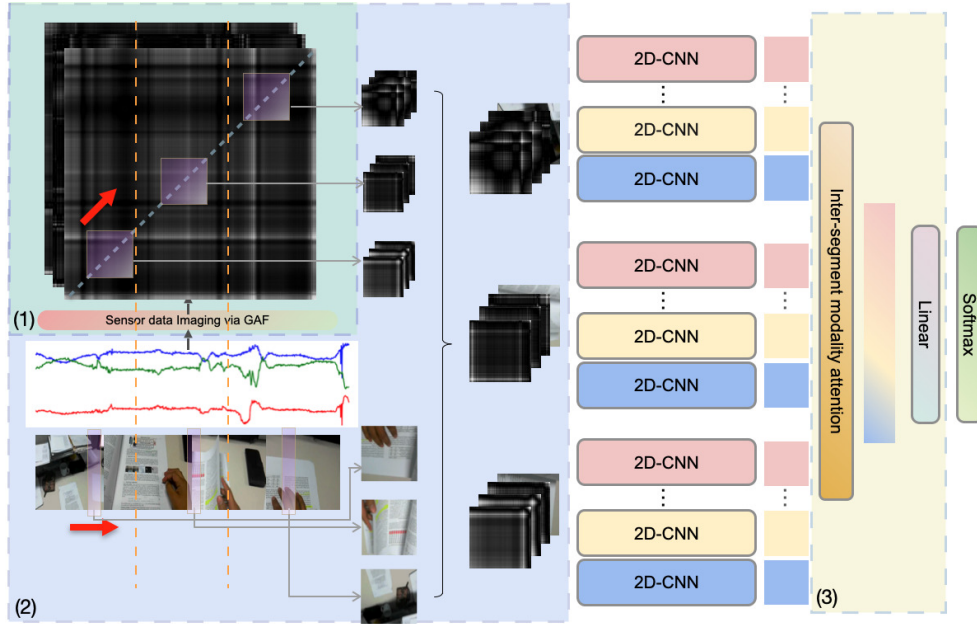 (1)
Sensor data Imaging via GAF
(2)
2D-CNN
2D-CNN
2D-CNN
2D-CNN
2D-CNN
2D-CNN
2D-CNN
2D-CNN
2D-CNN
Inter-segment modality attention
Linear
Softmax
(3)